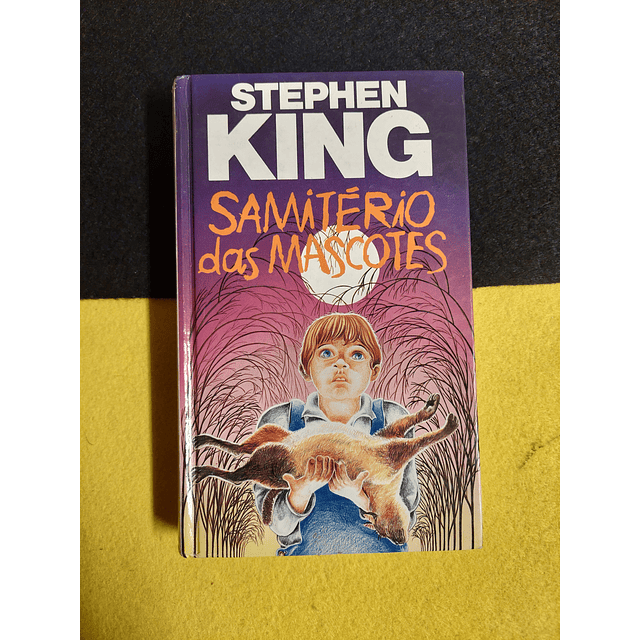 STEPHEN
KING
SAMITÉRiO
das MASCOTES